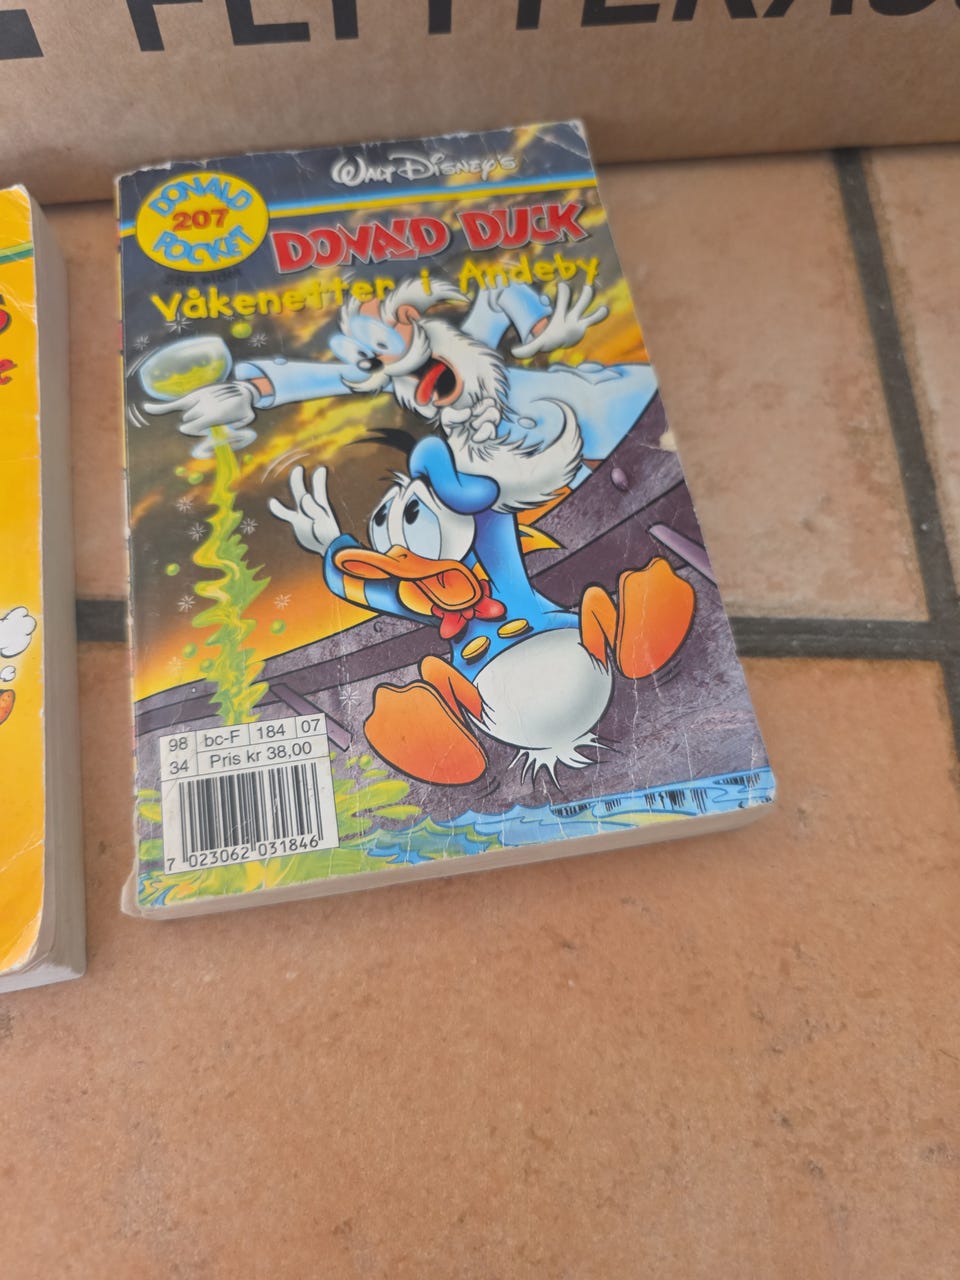 WALT DISNEY'S
DONALD
207
POCKET
DONALD DUCK
Våkenetter i Andeby
98 bc-F 184 07
34 Pris kr 38,00
7 023062 031846